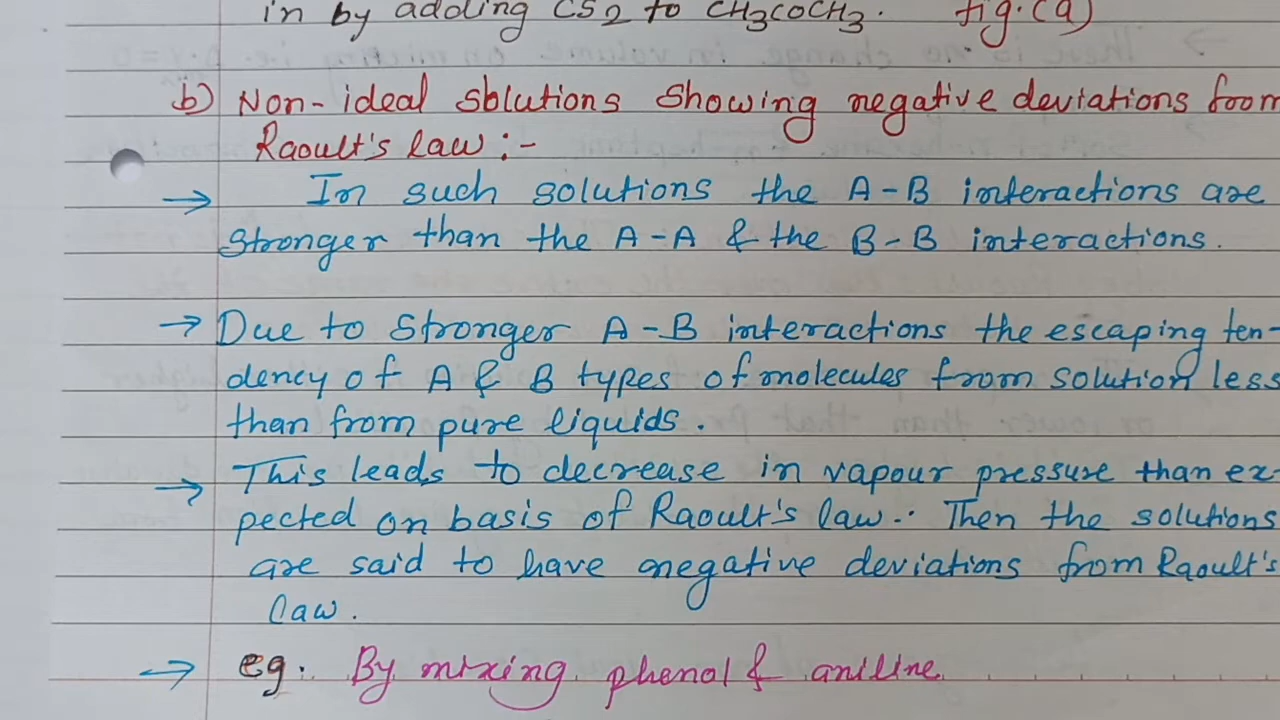 in by adding CS2 to CH3COCH3. fig.(a)
b) Non-ideal solutions showing negative deviations from
Raoult's law :-
→ In such solutions the A-B interactions are
stronger than the A-A & the B-B interactions.
→ Due to stronger A-B interactions the escaping ten-
dency of A & B types of molecules from solution less
than from pure liquids.
→ This leads to decrease in vapour pressure than ex-
pected on basis of Raoult's law. Then the solutions
are said to have negative deviations from Raoult's
law.
→ eg. By mixing phenol & aniline.